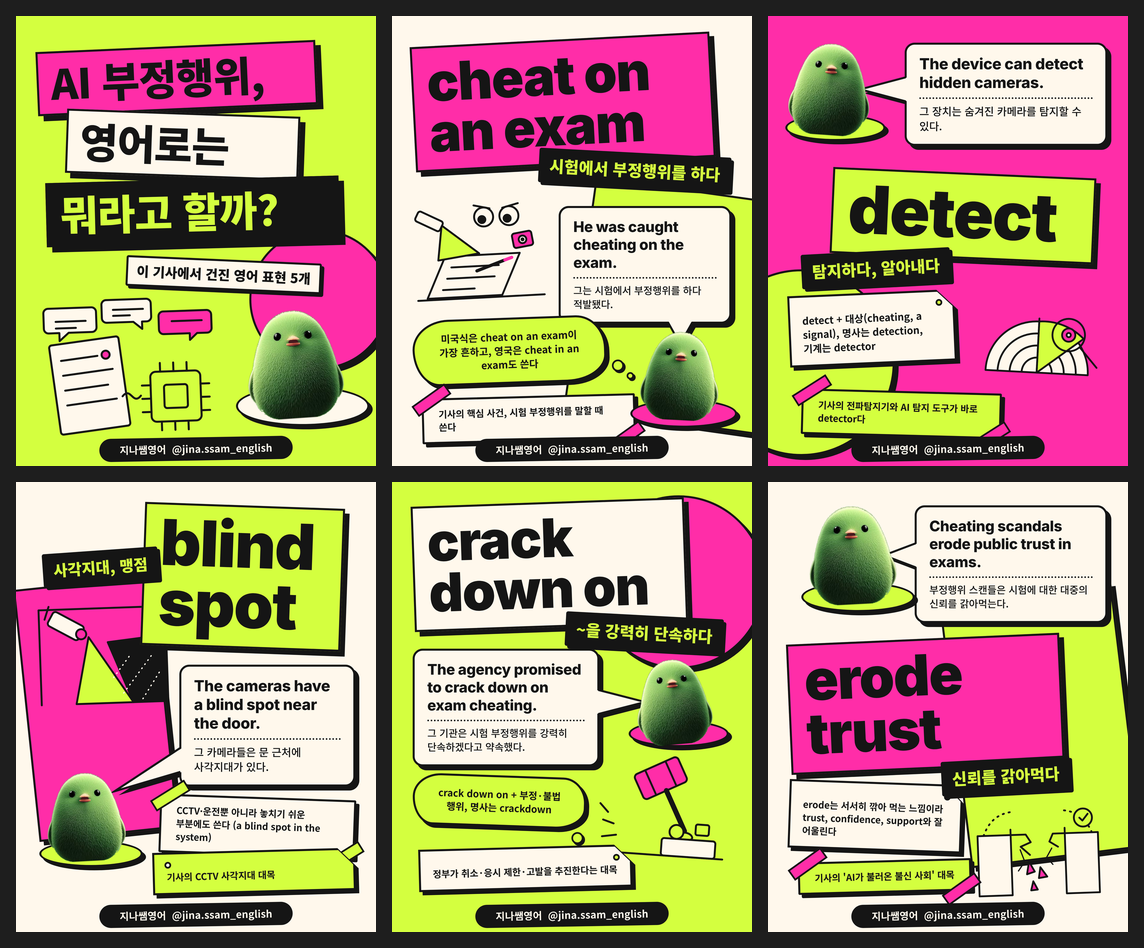 AI 부정행위,
영어로는
뭐라고 할까?
이 기사에서 건진 영어 표현 5개
지나쌤영어 @jina.ssam_english
cheat on
an exam
시험에서 부정행위를 하다
He was caught
cheating on the
exam.
그는 시험에서 부정행위를 하다
적발됐다.
미국식은 cheat on an exam이
가장 흔하고, 영국은 cheat in an
exam도 쓴다
기사의 핵심 사건, 시험 부정행위를 말할 때
쓴다
지나쌤영어 @jina.ssam_english
The device can detect
hidden cameras.
그 장치는 숨겨진 카메라를 탐지할 수
있다.
detect
탐지하다, 알아내다
detect + 대상(cheating, a
signal), 명사는 detection,
기계는 detector
기사의 전파탐지기와 AI 탐지 도구가 바로
detector다
지나쌤영어 @jina.ssam_english
blind
spot
사각지대, 맹점
The cameras have
a blind spot near
the door.
그 카메라들은 문 근처에
사각지대가 있다.
CCTV·운전뿐 아니라 놓치기 쉬운
부분에도 쓴다 (a blind spot in the
system)
기사의 CCTV 사각지대 대목
지나쌤영어 @jina.ssam_english
crack
down on
~을 강력히 단속하다
The agency promised
to crack down on
exam cheating.
그 기관은 시험 부정행위를 강력히
단속하겠다고 약속했다.
crack down on + 부정·불법
행위, 명사는 crackdown
정부가 취소·응시 제한·고발을 추진한다는 대목
지나쌤영어 @jina.ssam_english
Cheating scandals
erode public trust in
exams.
부정행위 스캔들은 시험에 대한 대중의
신뢰를 갉아먹는다.
erode
trust
신뢰를 갉아먹다
erode는 서서히 깎아 먹는 느낌이라
trust, confidence, support와 잘
어울린다
기사의 'AI가 불러온 불신 사회' 대목
지나쌤영어 @jina.ssam_english